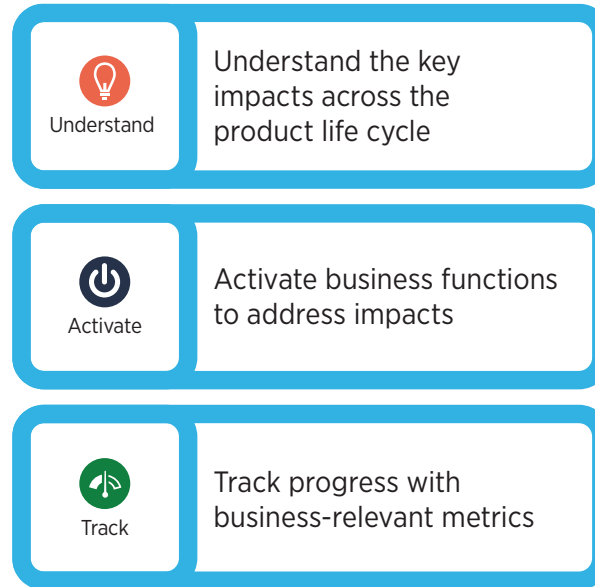 Understand
Understand the key
impacts across the
product life cycle
Activate
Activate business functions
to address impacts
Track
Track progress with
business-relevant metrics